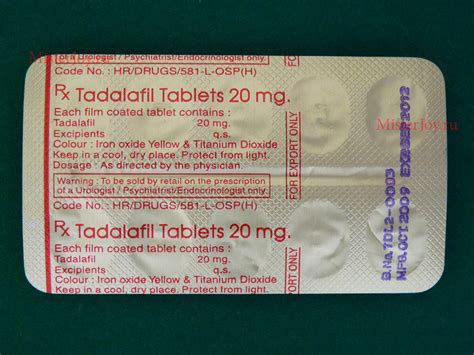 of a Urologist / Psychiatrist/Endocrinologist only.
Code No. : HR/DRUGS/581-L-OSP(H)
Rx Tadalafil Tablets 20 mg.
Each film coated tablet contains :
Tadalafil 20 mg.
Excipients q.s.
Colour : Iron oxide Yellow & Titanium Dioxide
Keep in a cool, dry place. Protect from light.
Dosage : As directed by the physician.
Warning : To be sold by retail on the prescription
of a Urologist / Psychiatrist/Endocrinologist only.
Code No. : HR/DRUGS/581-L-OSP(H)
Rx Tadalafil Tablets 20 mg.
Each film coated tablet contains :
Tadalafil 20 mg.
Excipients q.s.
Colour : Iron oxide Yellow & Titanium Dioxide
Keep in a cool, dry place. Protect from light.
FOR EXPORT ONLY
FOR EXPORT ONLY
MFG.OCT 2009
2012
MisterJoy.ru